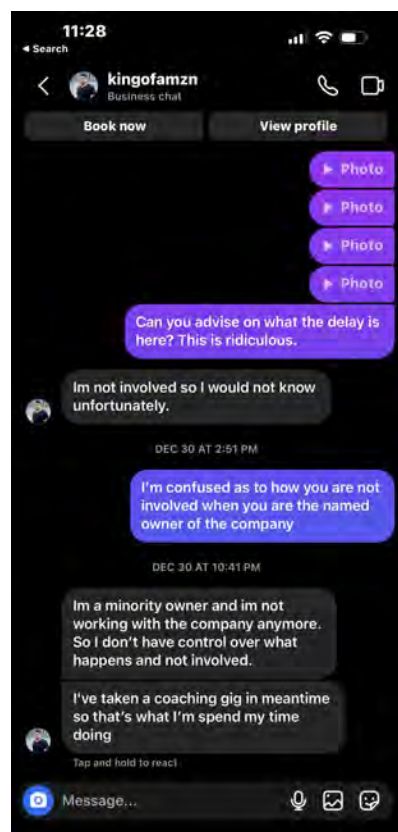 11:28
Search
kingofamzn
Business chat
Book now
View profile
Photo
Photo
Photo
Photo
Can you advise on what the delay is
here? This is ridiculous.
Im not involved so I would not know
unfortunately.
DEC 30 AT 2:51 PM
I'm confused as to how you are not
involved when you are the named
owner of the company
DEC 30 AT 10:41 PM
Im a minority owner and im not
working with the company anymore.
So I don't have control over what
happens and not involved.
I've taken a coaching gig in meantime
so that's what I'm spend my time
doing
Tap and hold to react
Message...